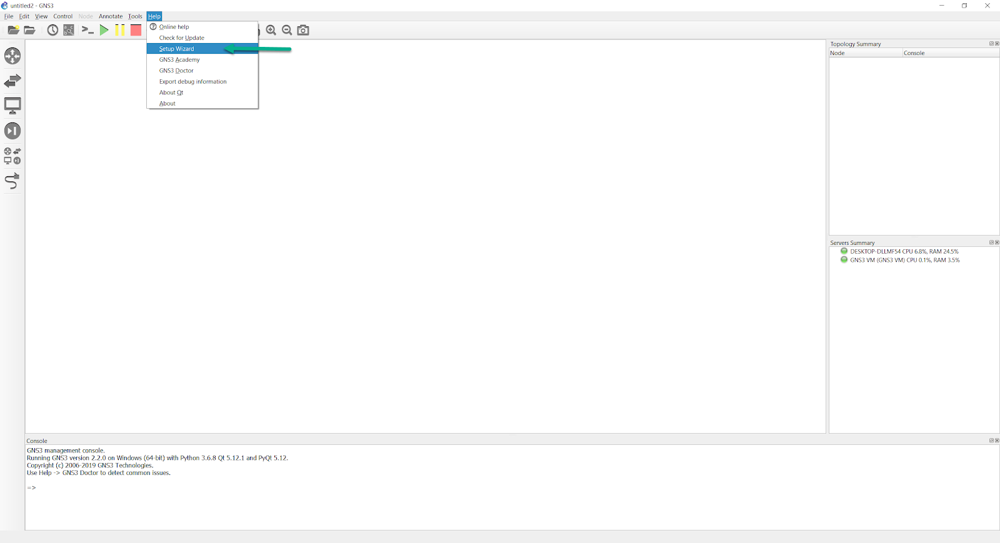 untitled2 - GNS3
File Edit View Control Node Annotate Tools Help
Online help
Check for Update
Setup Wizard
GNS3 Academy
GNS3 Doctor
Export debug information
About Qt
About
Topology Summary
Node Console
Servers Summary
DESKTOP-DLLMF54 CPU 6.8%, RAM 24.5%
GNS3 VM (GNS3 VM) CPU 0.1%, RAM 3.5%
Console
GNS3 management console.
Running GNS3 version 2.2.0 on Windows (64-bit) with Python 3.6.8 Qt 5.12.1 and PyQt 5.12.
Copyright (c) 2006-2019 GNS3 Technologies.
Use Help -> GNS3 Doctor to detect common issues.
=>